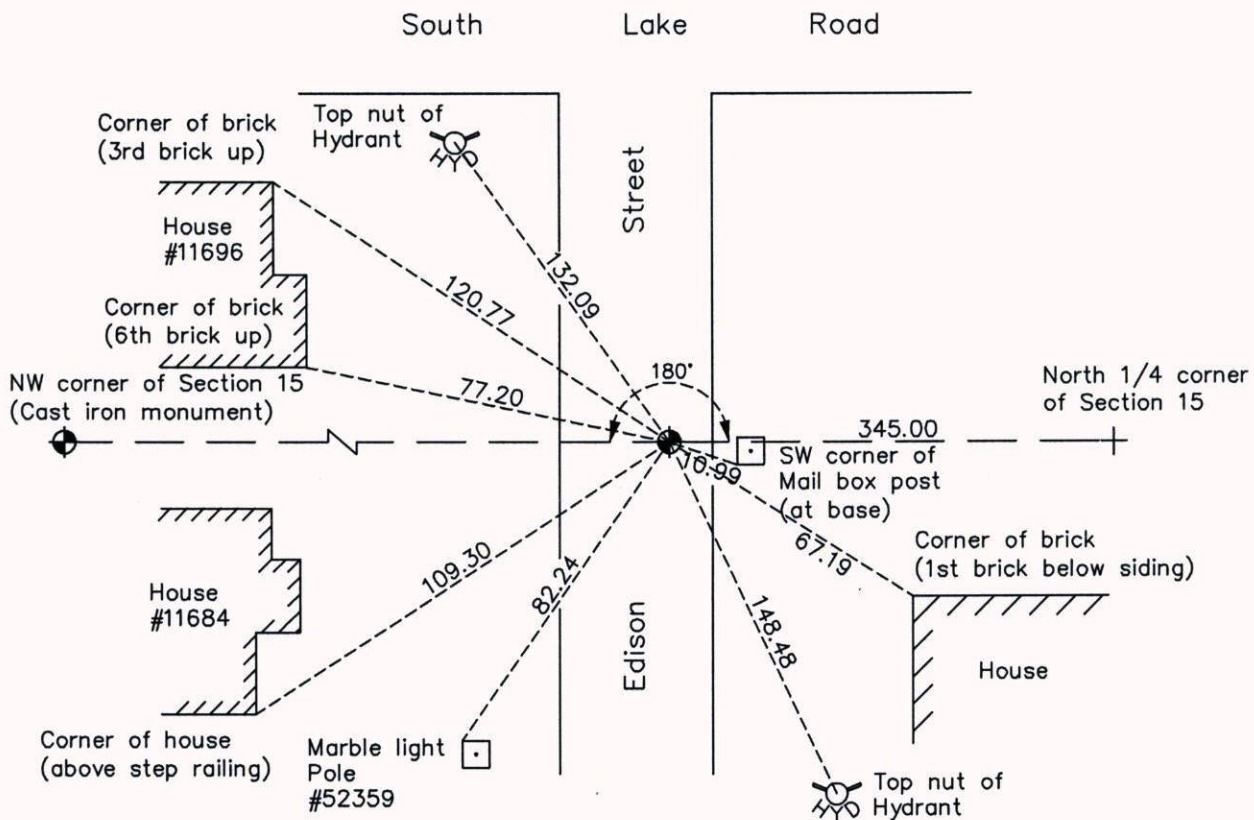 South Lake Road
Top nut of
Hydrant
HYD
Corner of brick
(3rd brick up)
House
#11696
Street
132.09
120.77
Corner of brick
(6th brick up)
77.20
180°
NW corner of Section 15
(Cast iron monument)
North 1/4 corner
of Section 15
345.00
10.99
SW corner of
Mail box post
(at base)
67.19
Corner of brick
(1st brick below siding)
House
#11684
109.30
82.24
148.48
Edison
House
Corner of house
(above step railing)
Marble light
Pole
#52359
HYD
Top nut of
Hydrant